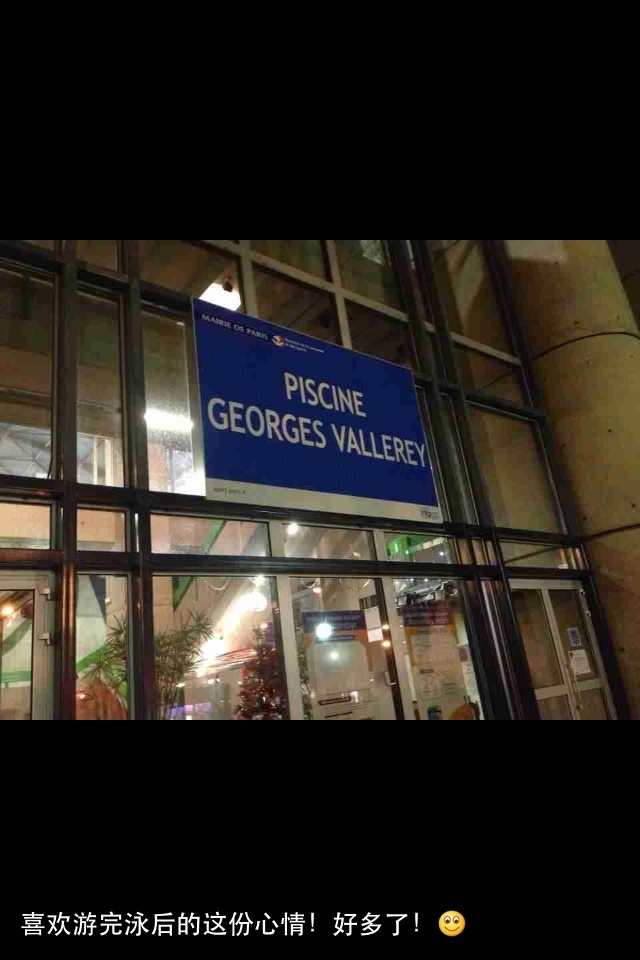 MAIRIE DE PARIS
PISCINE
GEORGES VALLEREY
喜欢游完泳后的这份心情！好多了！